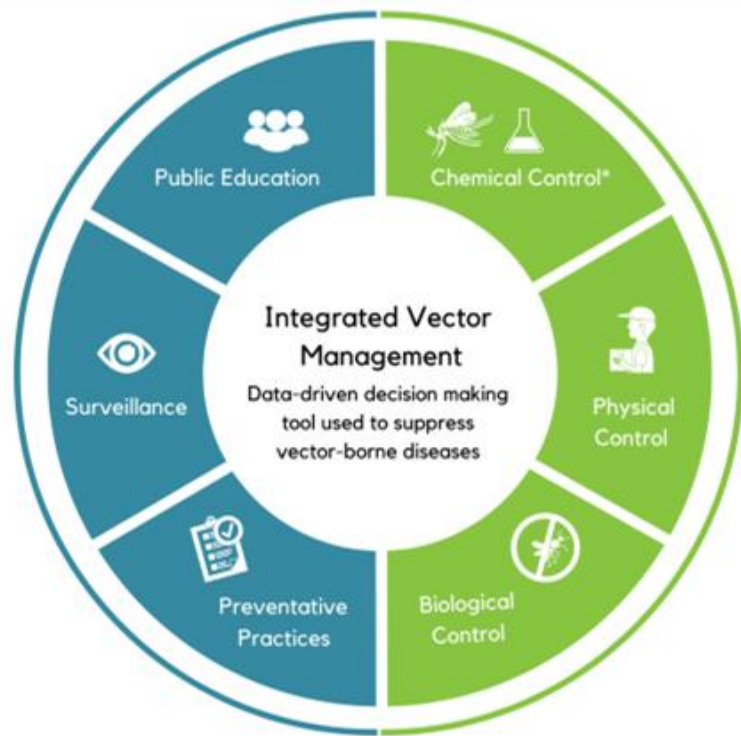 Public Education
Chemical Control*
Surveillance
Integrated Vector
Management
Data-driven decision making
tool used to suppress
vector-borne diseases
Physical
Control
Preventative
Practices
Biological
Control